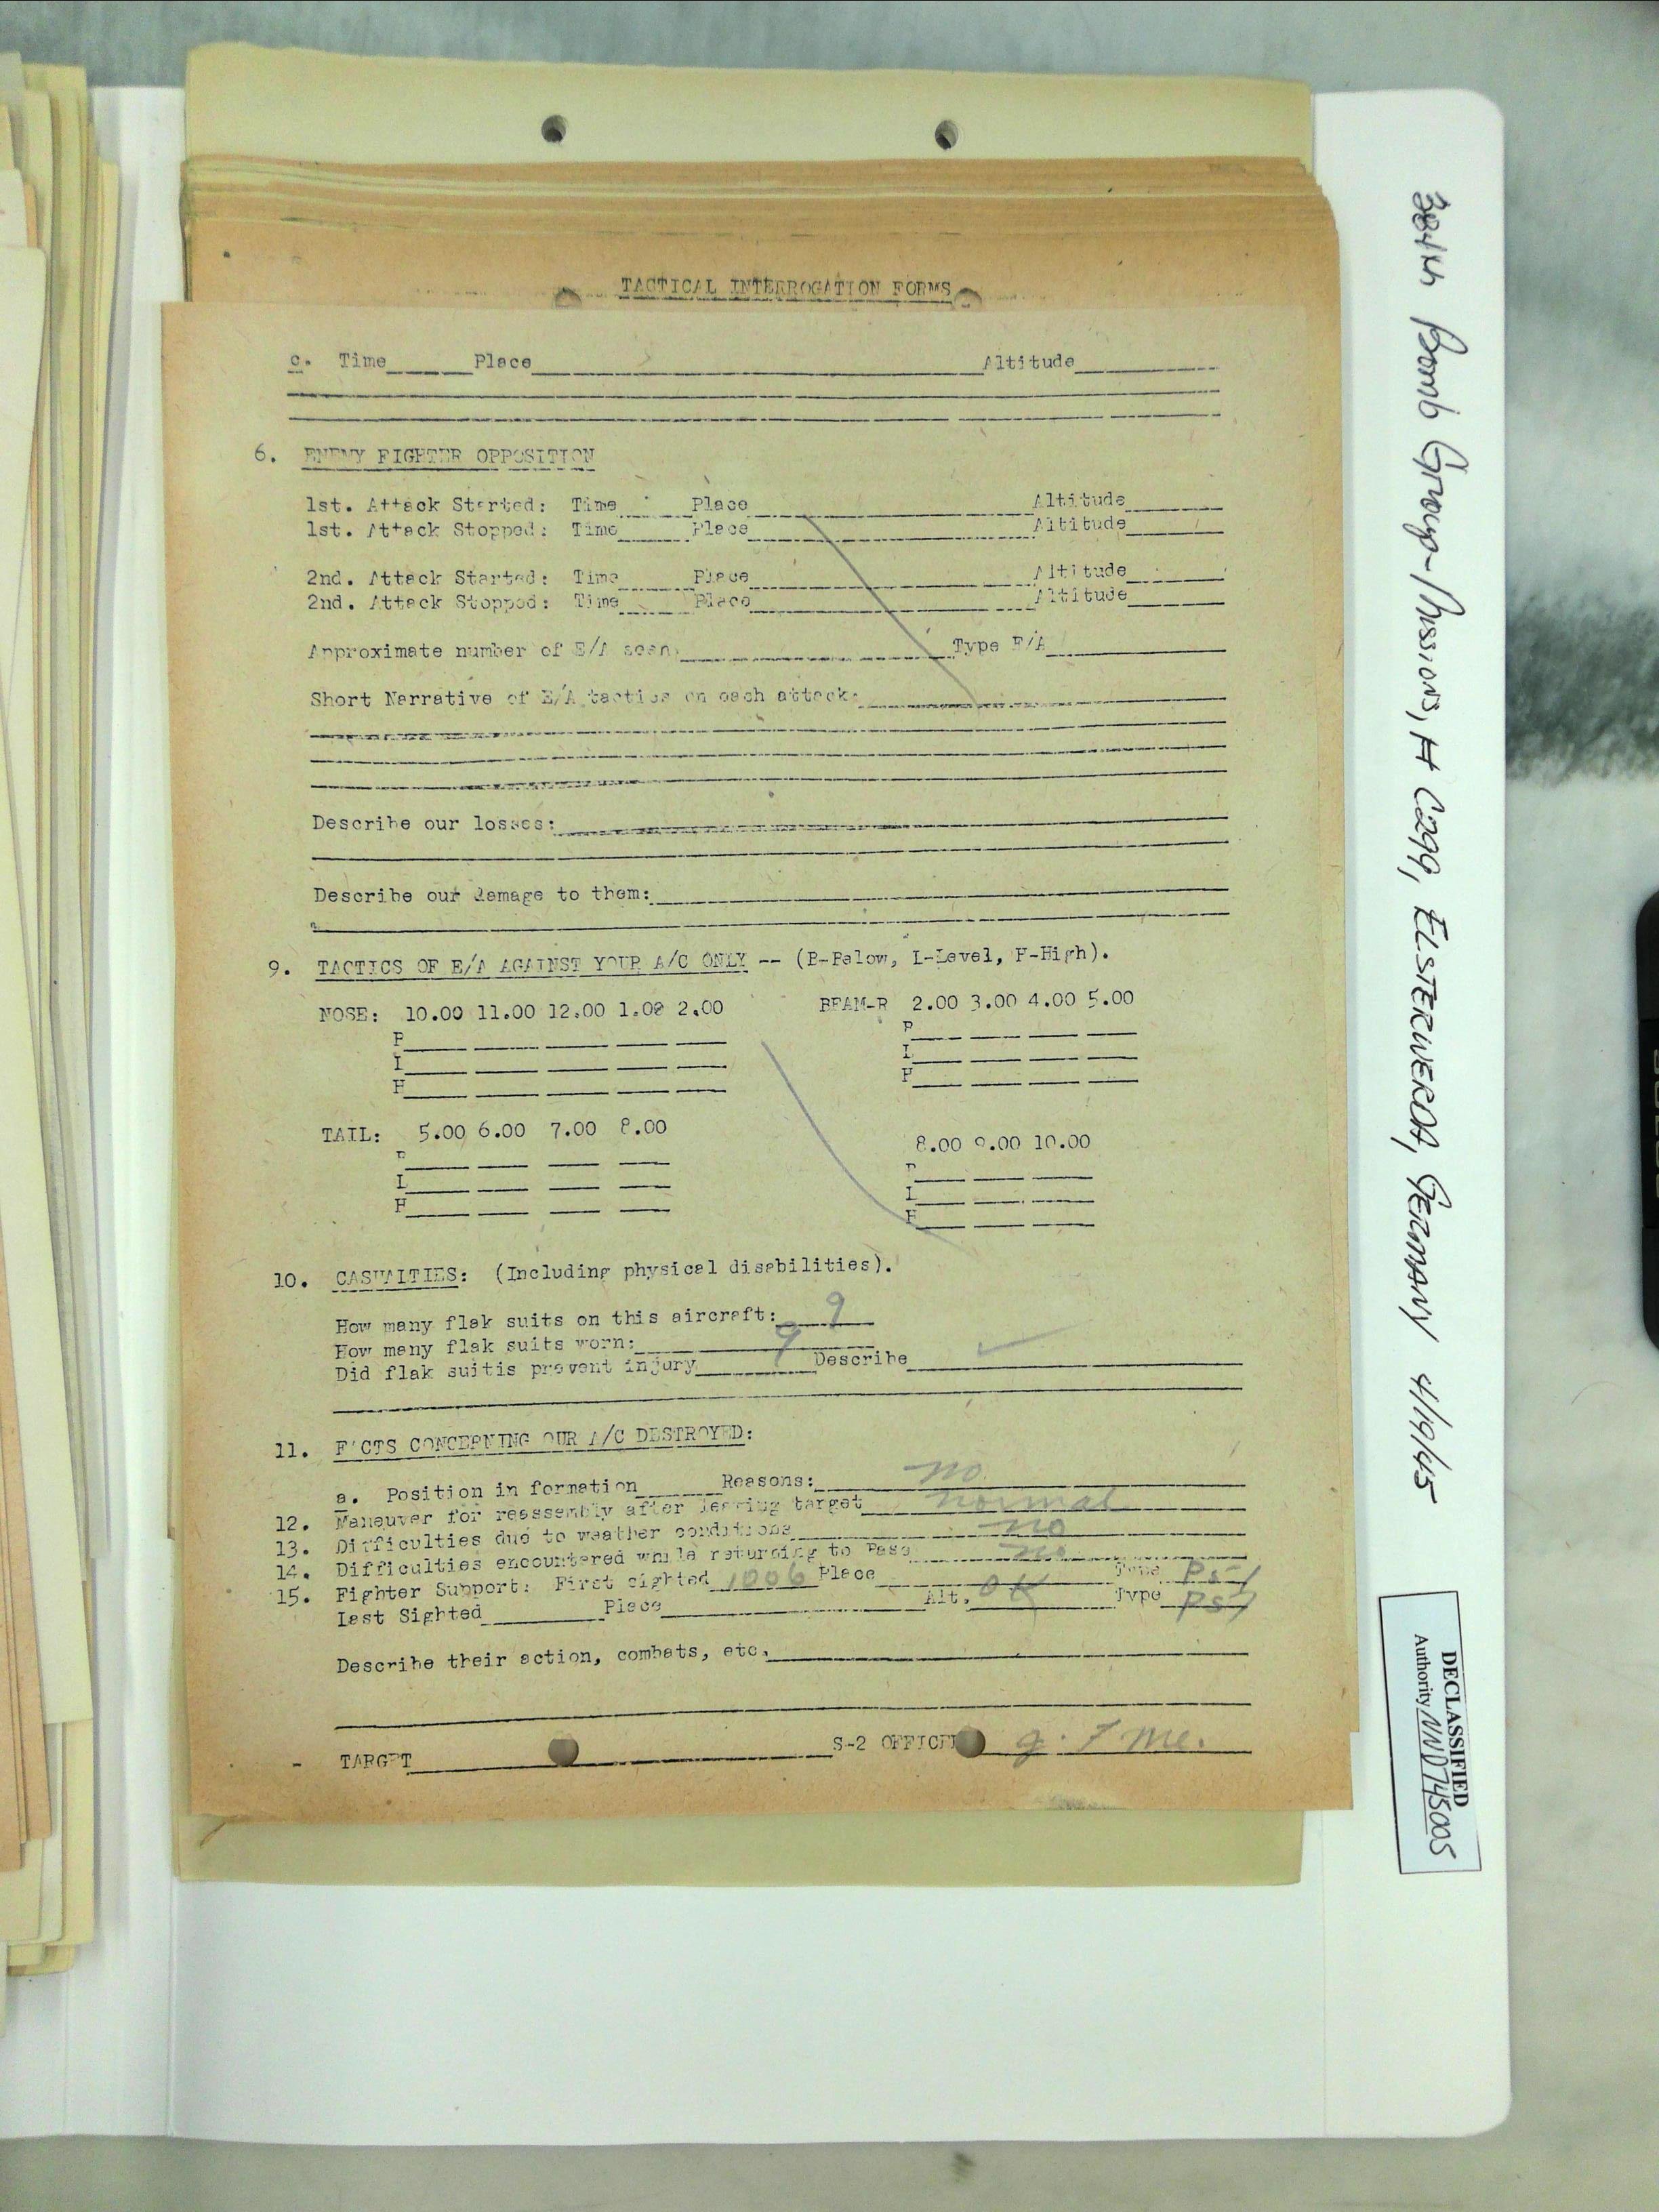 TACTICAL INTERROGATION FORMS
c. Time Place Altitude
6. ENEMY FIGHTER OPPOSITION
1st. Attack Started: Time Place Altitude
1st. Attack Stopped: Time Place Altitude
2nd. Attack Started: Time Place Altitude
2nd. Attack Stopped: Time Place Altitude
Approximate number of E/A seen Type E/A
Short Narrative of E/A tactics on each attack:
Describe our losses:
Describe our damage to them:
9. TACTICS OF E/A AGAINST YOUR A/C ONLY -- (B-Below, L-Level, H-High).
NOSE: 10.00 11.00 12.00 1.00 2.00 BEAM-R 2.00 3.00 4.00 5.00
B B
L L
H H
TAIL: 5.00 6.00 7.00 8.00
8.00 9.00 10.00
B B
L L
H H
10. CASUALTIES: (Including physical disabilities).
How many flak suits on this aircraft: 9
How many flak suits worn: 9
Did flak suitis prevent injury Describe
11. FACTS CONCERNING OUR A/C DESTROYED:
a. Position in formation Reasons: no
12. Maneuver for reassembly after leaving target normal
13. Difficulties due to weather conditions no
14. Difficulties encountered while returning to Base no
15. Fighter Support: First sighted 1006 Place Type P51
Last Sighted Place Alt. OK Type P51
Describe their action, combats, etc.
TARGET S-2 OFFICER
384th Bomb Group-Missions, A C299, ELSTERWERDA, GERMANY 4/19/45
DECLASSIFIED
Authority NND745005